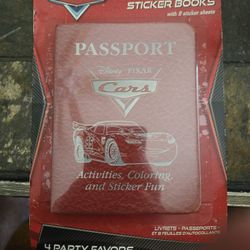 STICKER BOOKS
with 8 sticker sheets
PASSPORT
Disney · PIXAR
Cars
Activities, Coloring,
and Sticker Fun
LIVRETS - PASSEPORTS -
ET 8 FEUILLES D'AUTOCOLLANTS
4 PARTY FAVORS